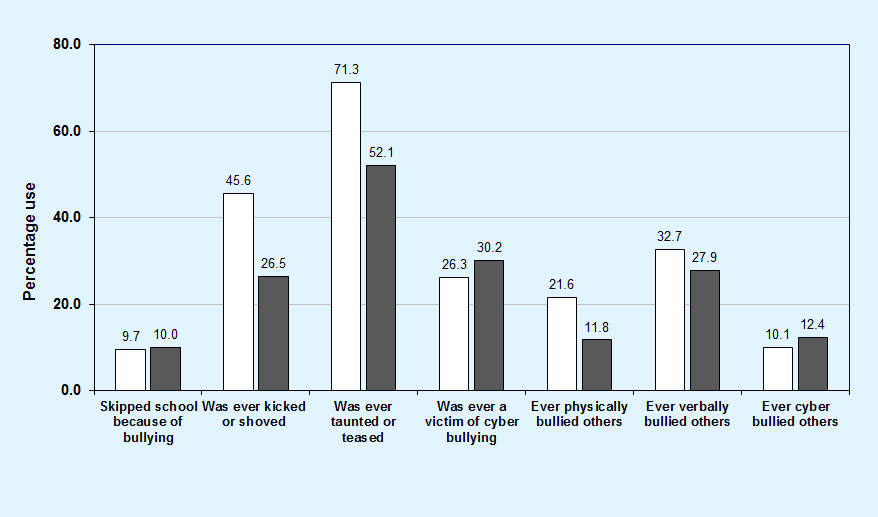 80.0
60.0
40.0
20.0
0.0
Percentage use
9.7
10.0
45.6
26.5
71.3
52.1
26.3
30.2
21.6
11.8
32.7
27.9
10.1
12.4
Skipped school
because of
bullying
Was ever kicked
or shoved
Was ever
taunted or
teased
Was ever a
victim of cyber
bullying
Ever physically
bullied others
Ever verbally
bullied others
Ever cyber
bullied others